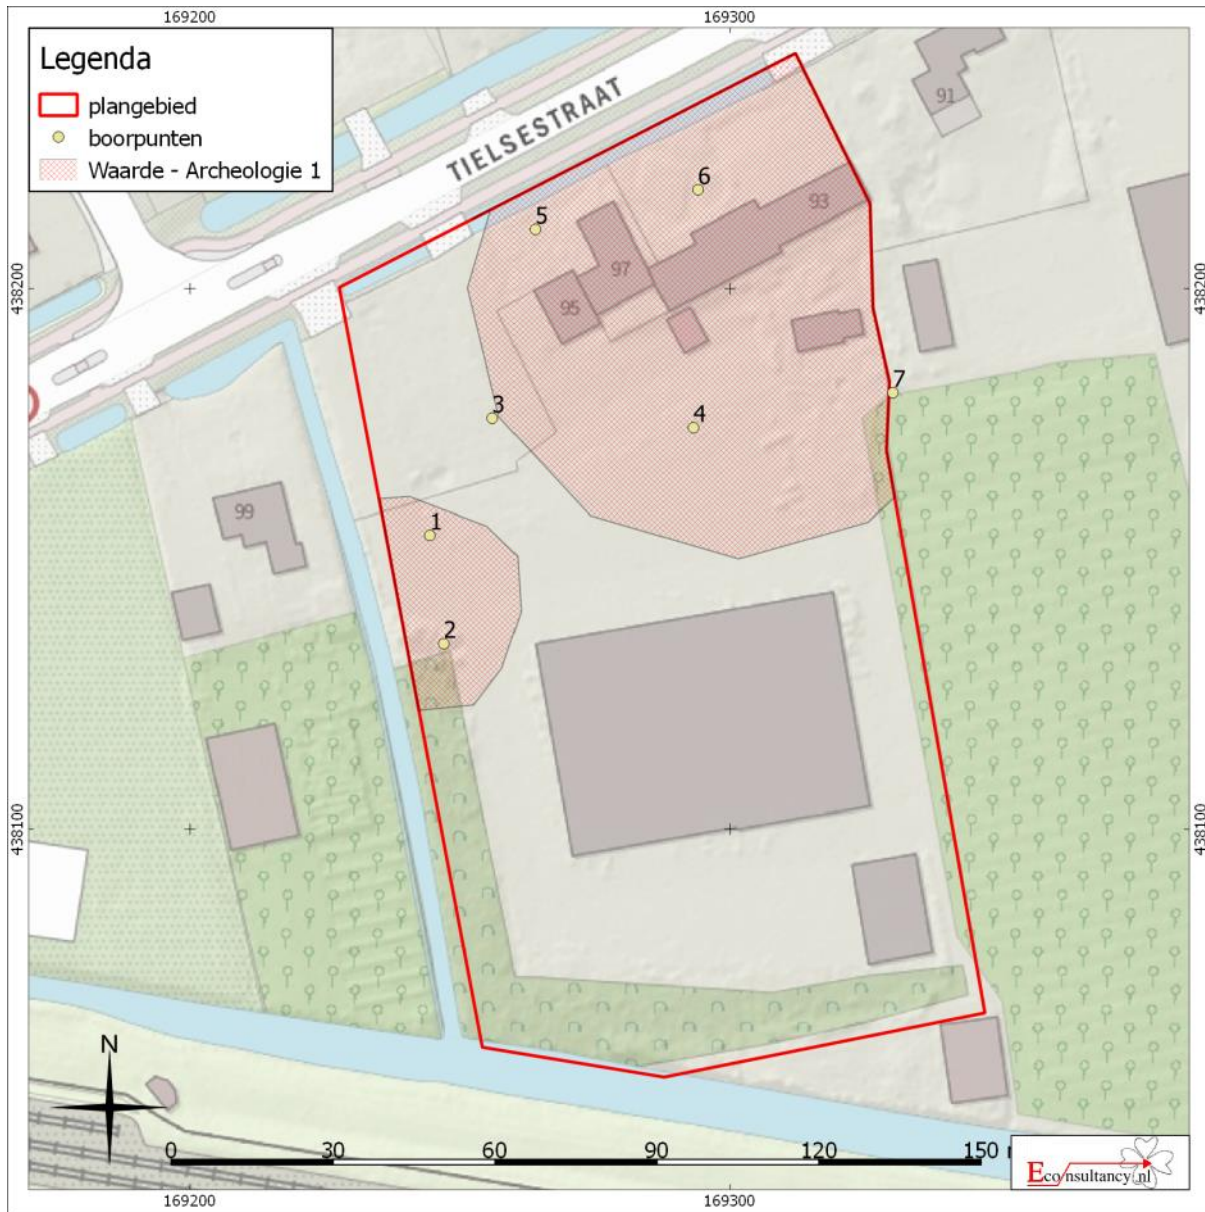 169200
169300
Legenda
plangebied
boorpunten
Waarde - Archeologie 1
TIELSESTRAAT
91
6
93
5
97
438200
438200
95
7
3
4
99
1
2
438100
438100
N
0 30 60 90 120 150 m
Econsultancy.nl
169200
169300